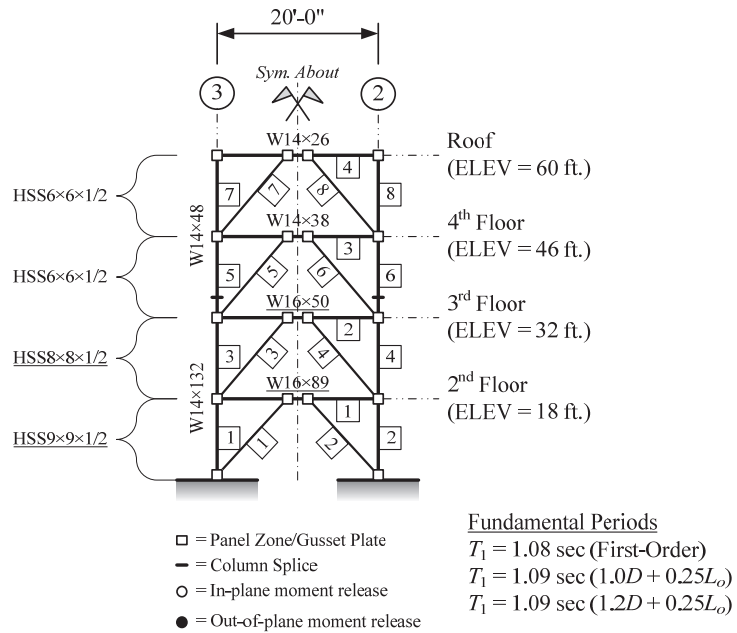 20'-0"
Sym. About
3
2
W14×26
Roof
(ELEV = 60 ft.)
4
HSS6×6×1/2
7
7
8
8
W14×48
W14×38
4th Floor
(ELEV = 46 ft.)
3
HSS6×6×1/2
5
5
6
6
W16×50
3rd Floor
(ELEV = 32 ft.)
2
HSS8×8×1/2
3
3
4
4
W14×132
W16×89
2nd Floor
(ELEV = 18 ft.)
1
HSS9×9×1/2
1
1
2
2
= Panel Zone/Gusset Plate
= Column Splice
= In-plane moment release
= Out-of-plane moment release
Fundamental Periods
T1 = 1.08 sec (First-Order)
T1 = 1.09 sec (1.0D + 0.25Lo)
T1 = 1.09 sec (1.2D + 0.25Lo)